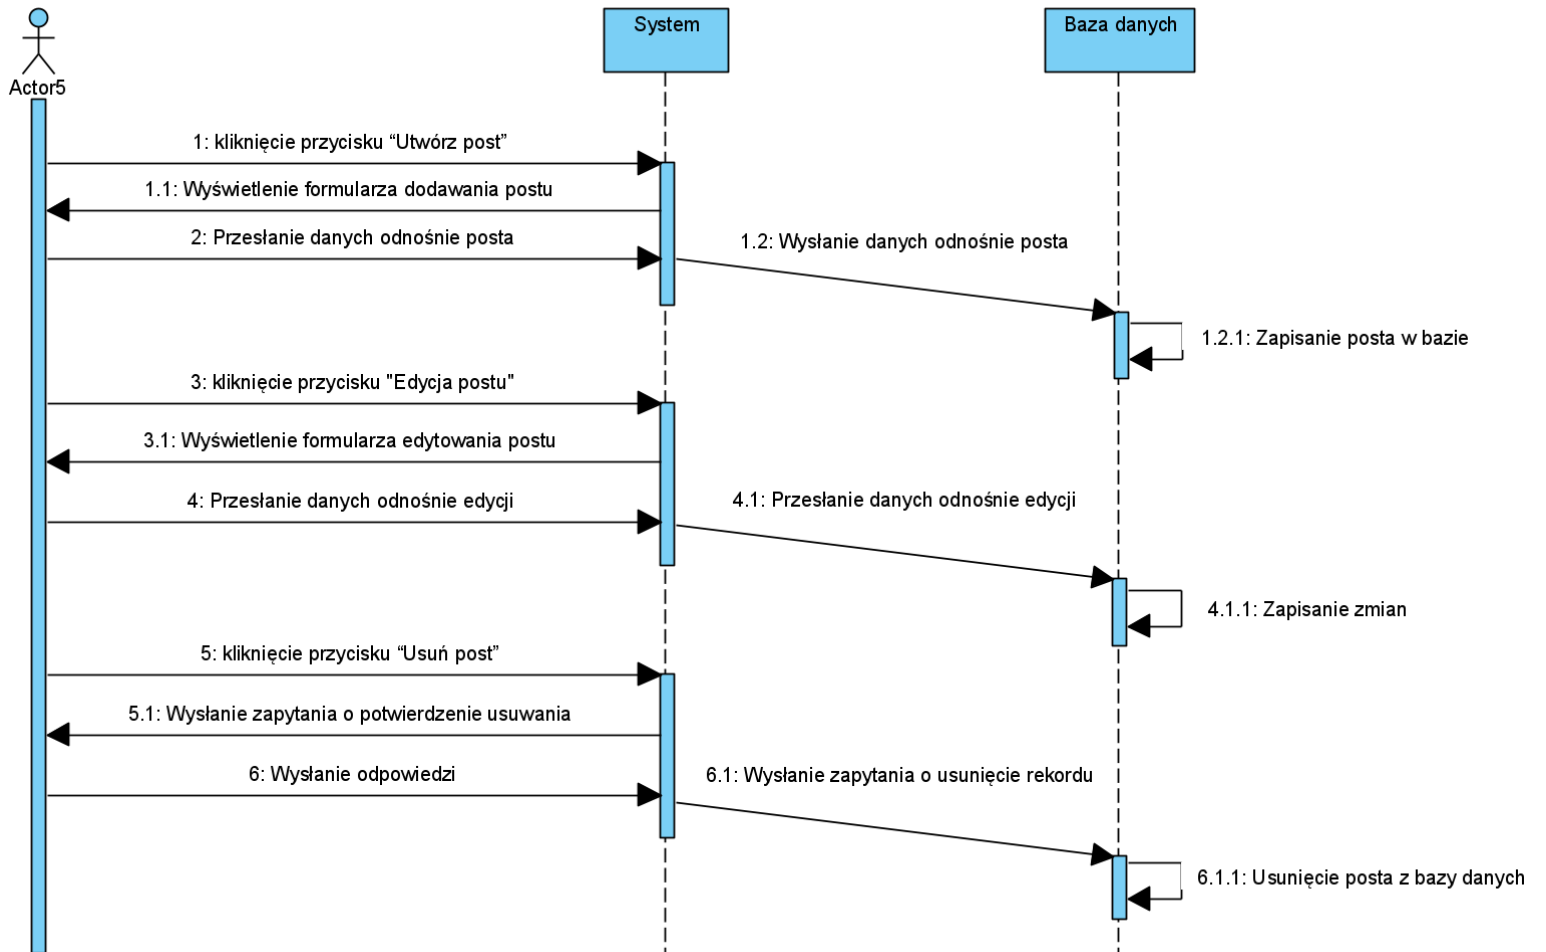 System
Baza danych
Actor5
1: kliknięcie przycisku “Utwórz post”
1.1: Wyświetlenie formularza dodawania postu
2: Przesłanie danych odnośnie posta
1.2: Wysłanie danych odnośnie posta
1.2.1: Zapisanie posta w bazie
3: kliknięcie przycisku "Edycja postu"
3.1: Wyświetlenie formularza edytowania postu
4: Przesłanie danych odnośnie edycji
4.1: Przesłanie danych odnośnie edycji
4.1.1: Zapisanie zmian
5: kliknięcie przycisku “Usuń post”
5.1: Wysłanie zapytania o potwierdzenie usuwania
6: Wysłanie odpowiedzi
6.1: Wysłanie zapytania o usunięcie rekordu
6.1.1: Usunięcie posta z bazy danych